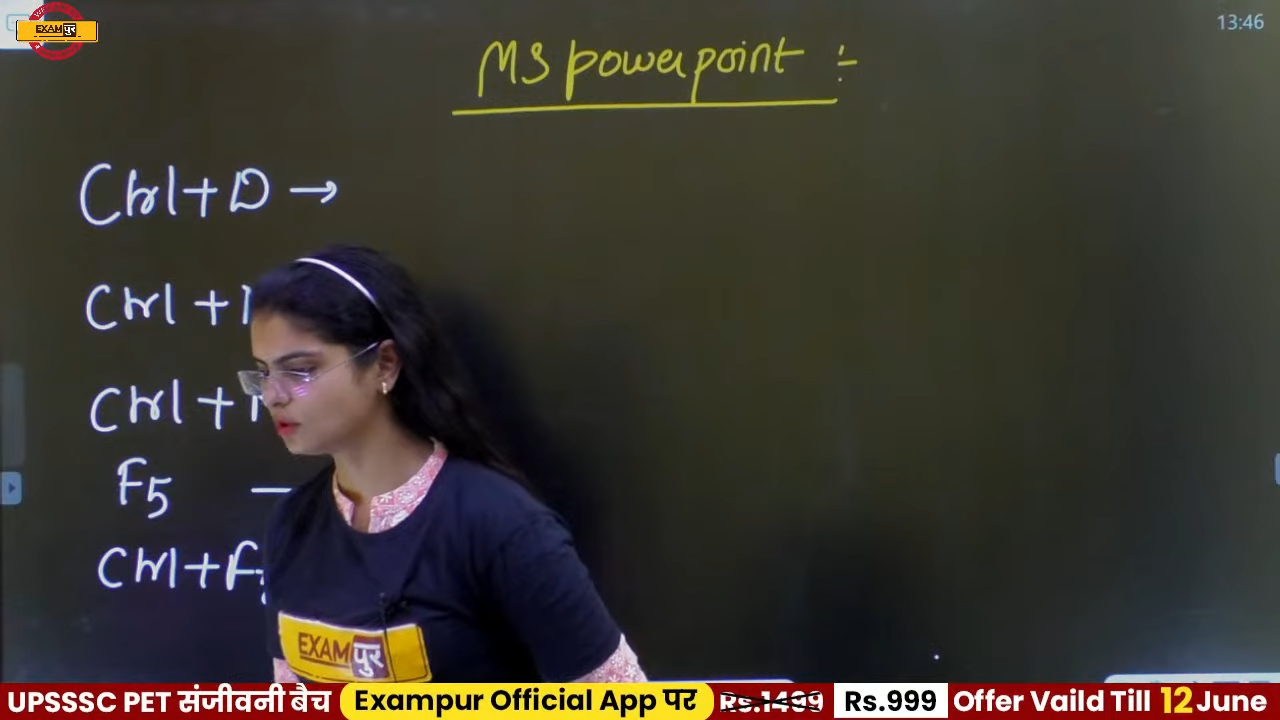 EXAMपुर
13:46
MS powerpoint :-
Ctrl+D →
Ctrl +
Ctrl +
F5 —
Ctrl+F
EXAMपुर
UPSSSC PET संजीवनी बैच Exampur Official App पर Rs.1499 Rs.999 Offer Vaild Till 12 June